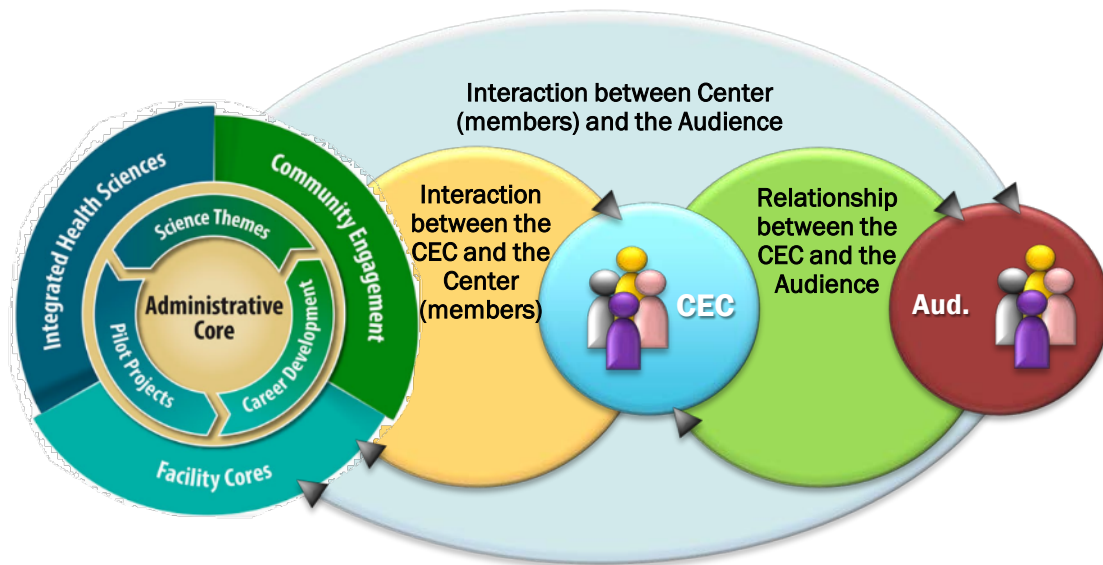 Interaction between Center
(members) and the Audience
Integrated Health Sciences
Community Engagement
Facility Cores
Science Themes
Career Development
Pilot Projects
Administrative
Core
Interaction
between the
CEC and the
Center
(members)
CEC
Relationship
between the
CEC and the
Audience
Aud.